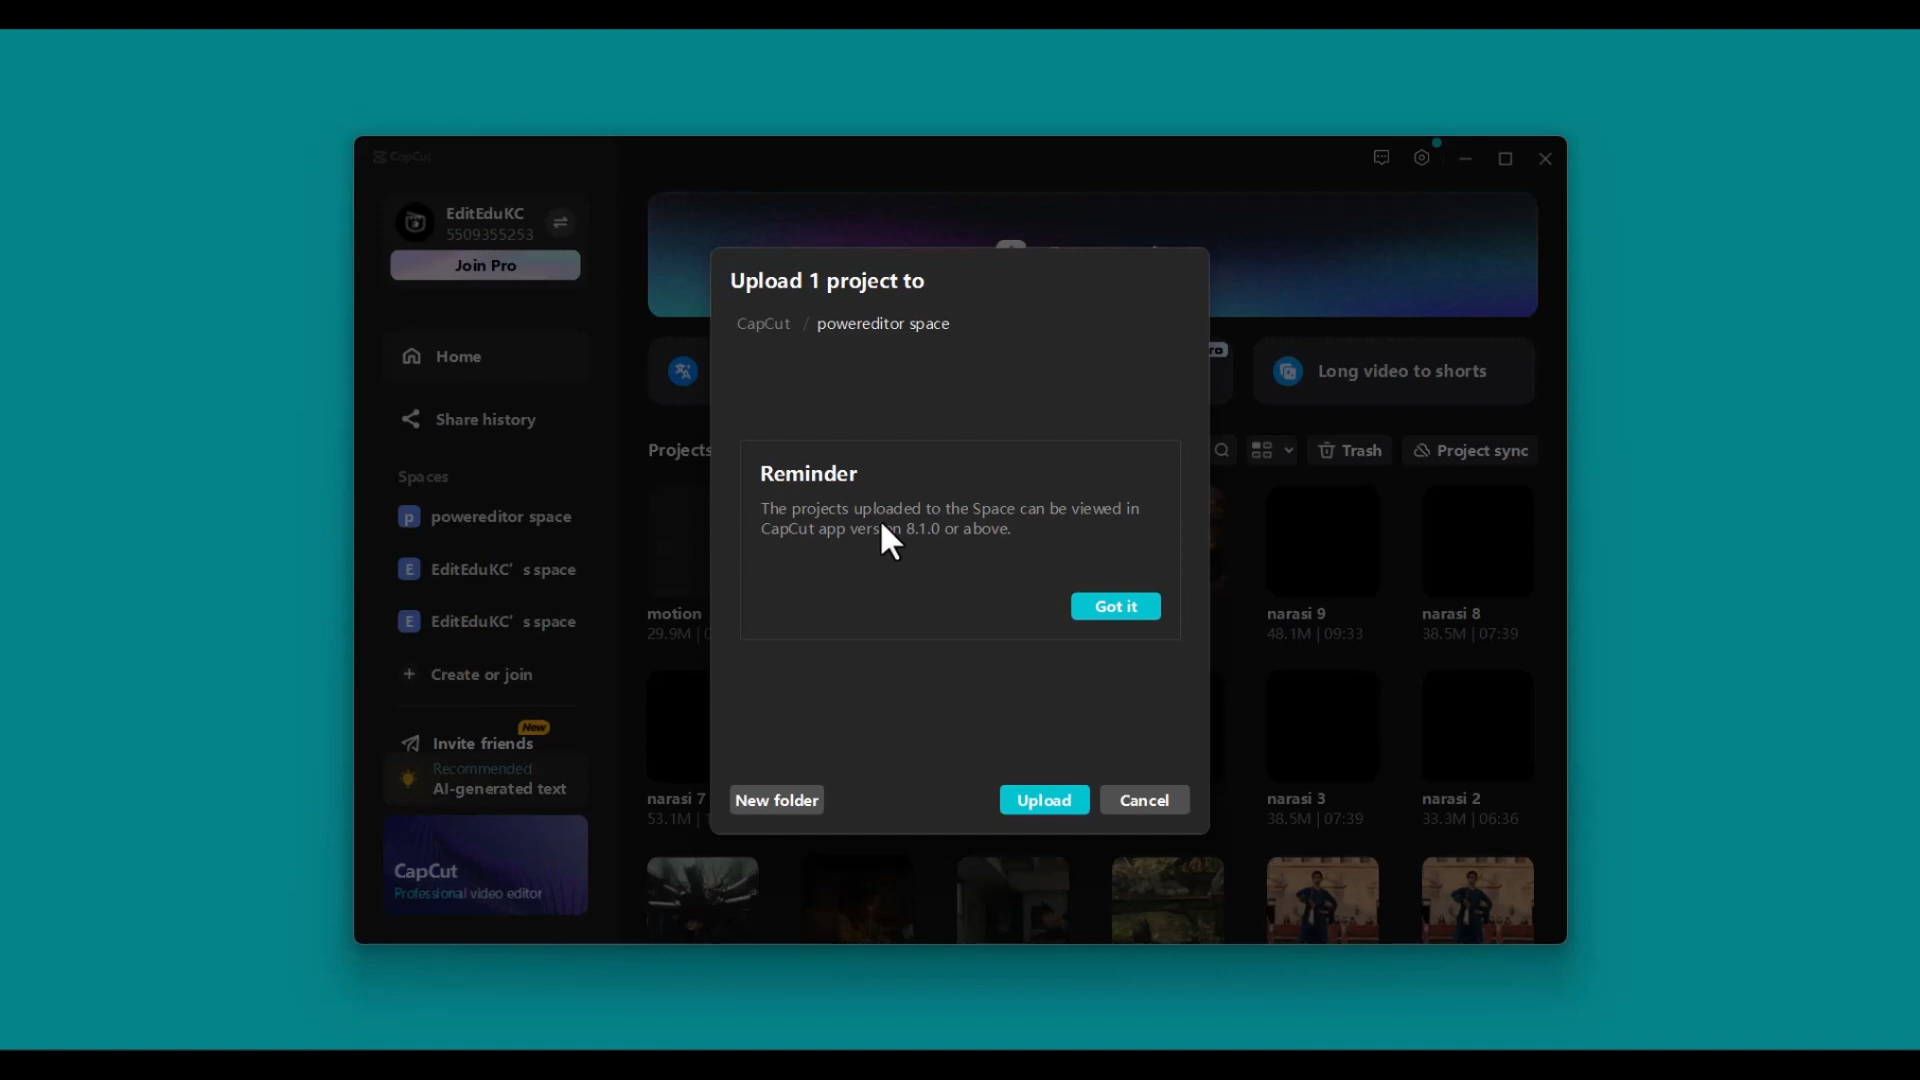 CapCut
EditEduKC
5509355253
Join Pro
Home
Share history
Spaces
p powereditor space
E EditEduKC' s space
E EditEduKC' s space
+ Create or join
New
Invite friends
Recommended
AI-generated text
CapCut
Professional video editor
Long video to shorts
Projects
Trash
Project sync
motion
29.9M
narasi 9
48.1M | 09:33
narasi 8
38.5M | 07:39
narasi 7
53.1M
narasi 3
38.5M | 07:39
narasi 2
33.3M | 06:36
Upload 1 project to
CapCut / powereditor space
Reminder
The projects uploaded to the Space can be viewed in
CapCut app version 8.1.0 or above.
Got it
New folder
Upload
Cancel